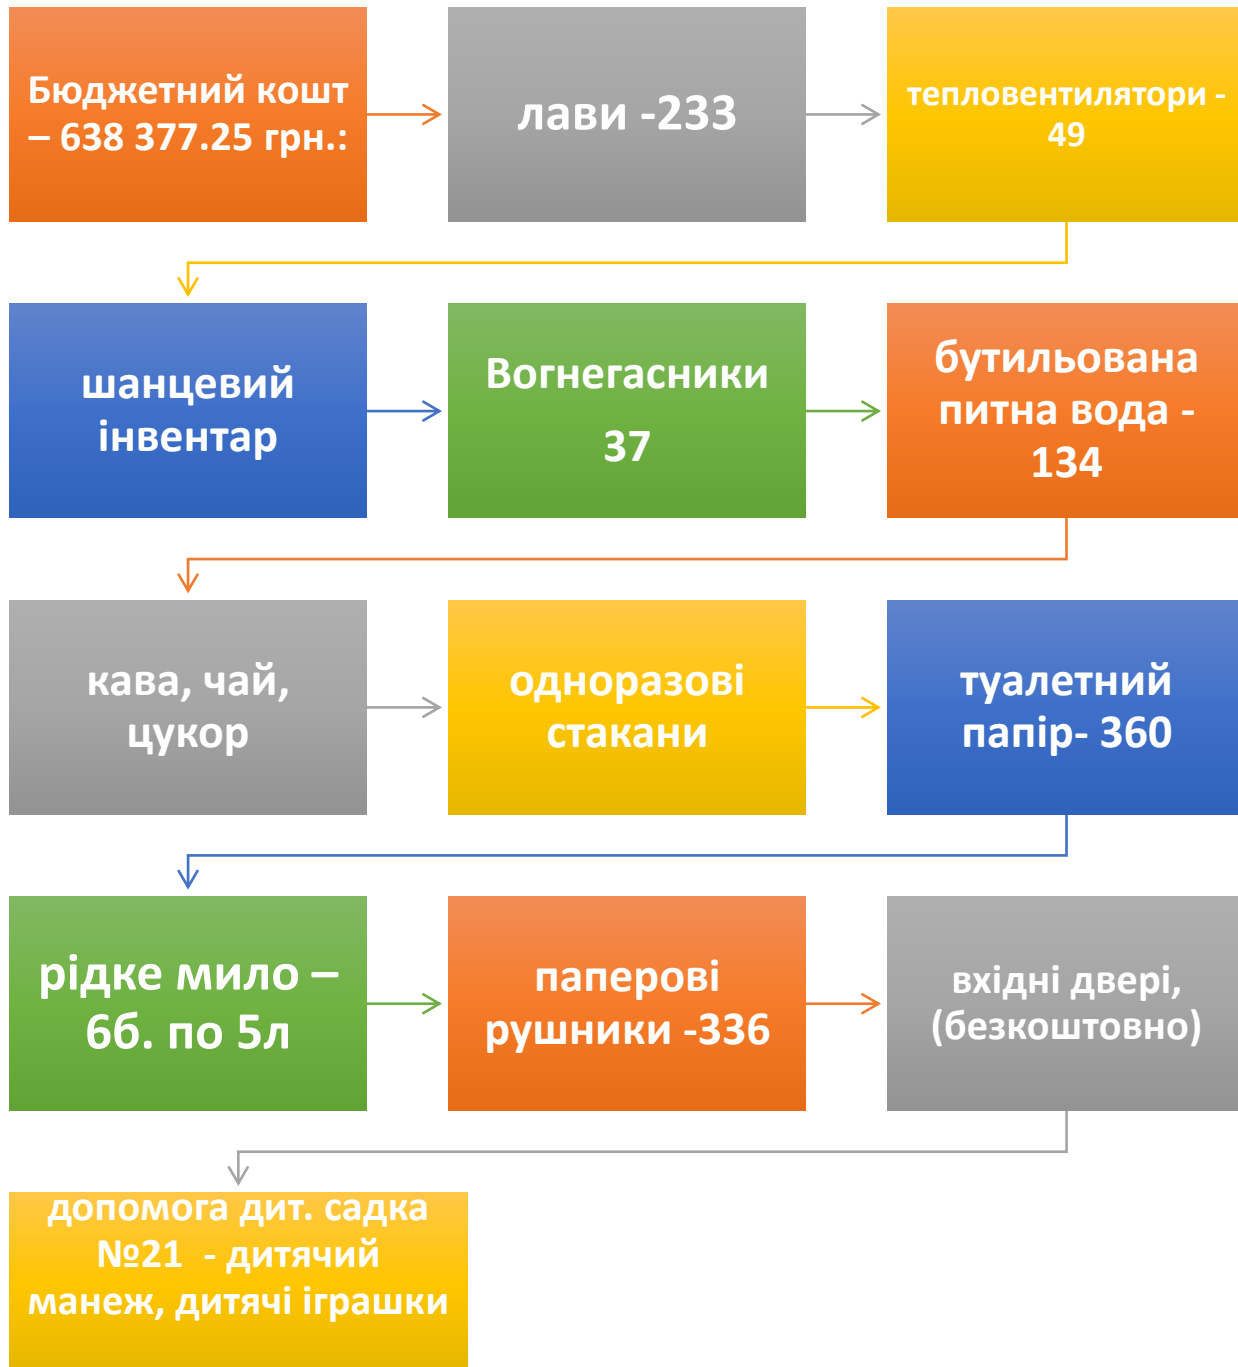 Бюджетний кошт
– 638 377.25 грн.:
лави -233
тепловентилятори -
49
шанцевий
інвентар
Вогнегасники
37
бутильована
питна вода -
134
кава, чай,
цукор
одноразові
стакани
туалетний
папір- 360
рідке мило –
6б. по 5л
паперові
рушники -336
вхідні двері,
(безкоштовно)
допомога дит. садка
№21  - дитячий
манеж, дитячі іграшки